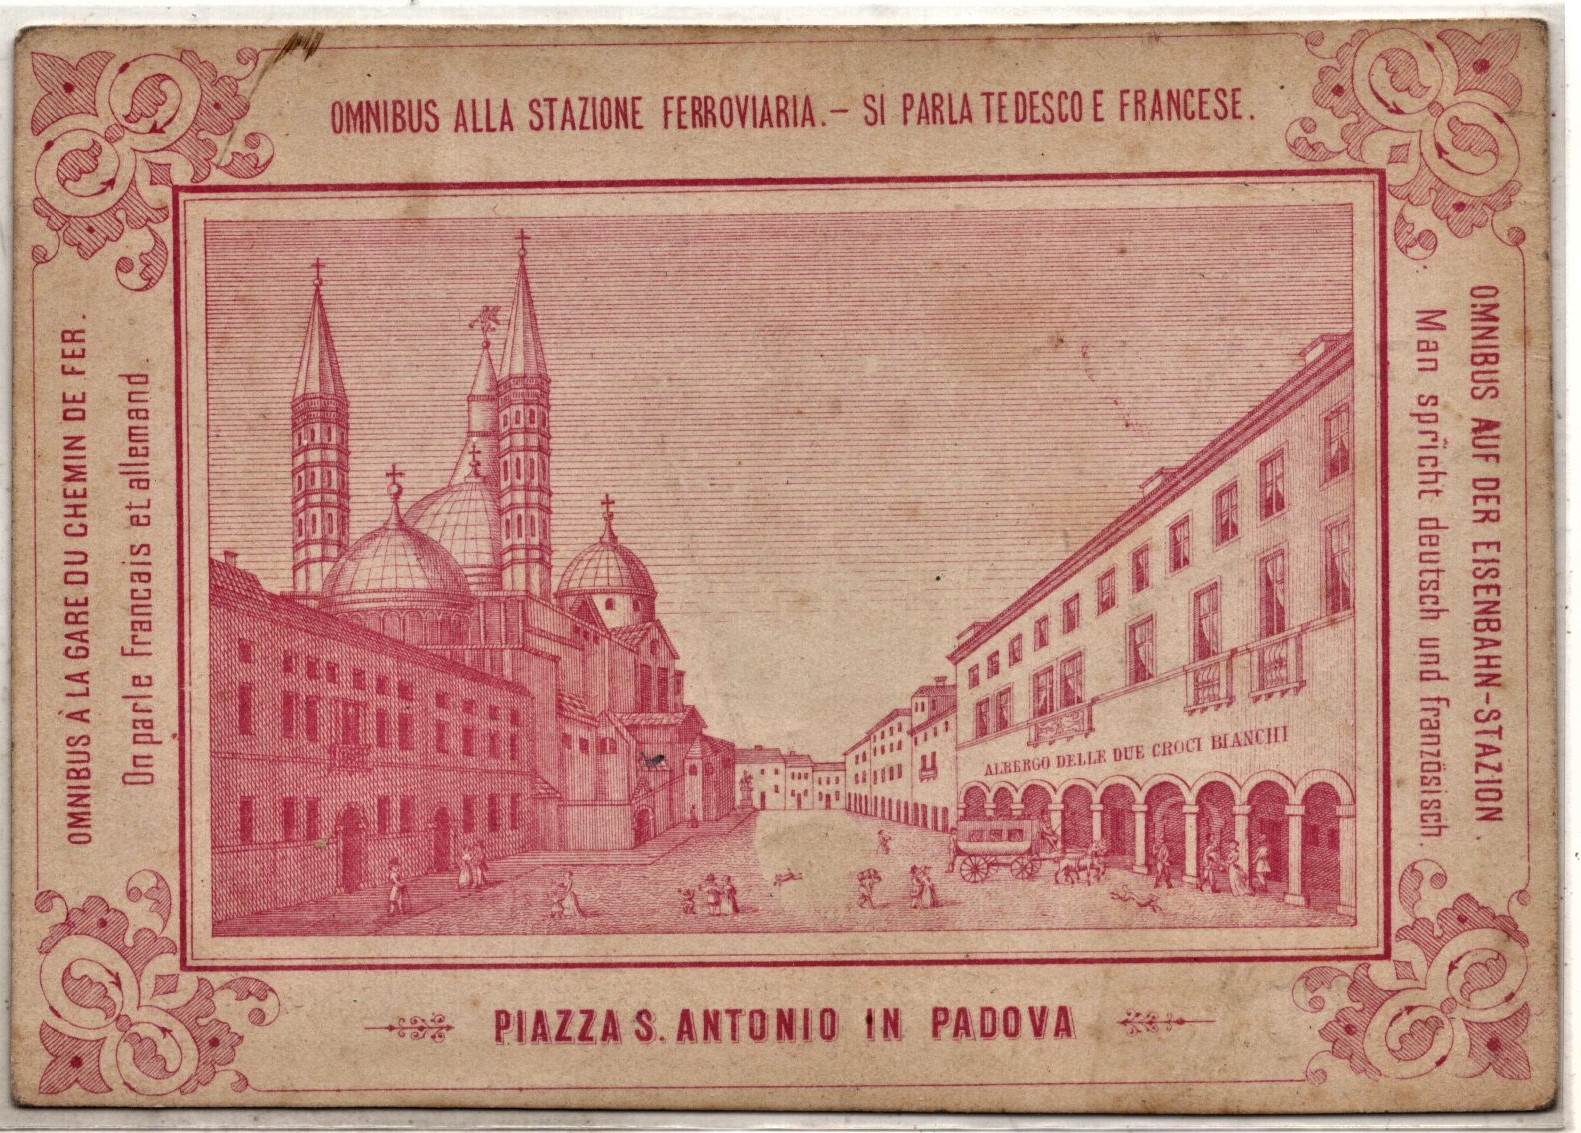 OMNIBUS ALLA STAZIONE FERROVIARIA.— SI PARLA TEDESCO E FRANCESE.
OMNIBUS À LA GARE DU CHEMIN DE FER.
On parle Francais et allemand.
OMNIBUS AUF DER EISENBAHN-STAZION.
Man spricht deutsch und französisch.
ALBERGO DELLE DUE CROCI BIANCHI
PIAZZA S. ANTONIO IN PADOVA